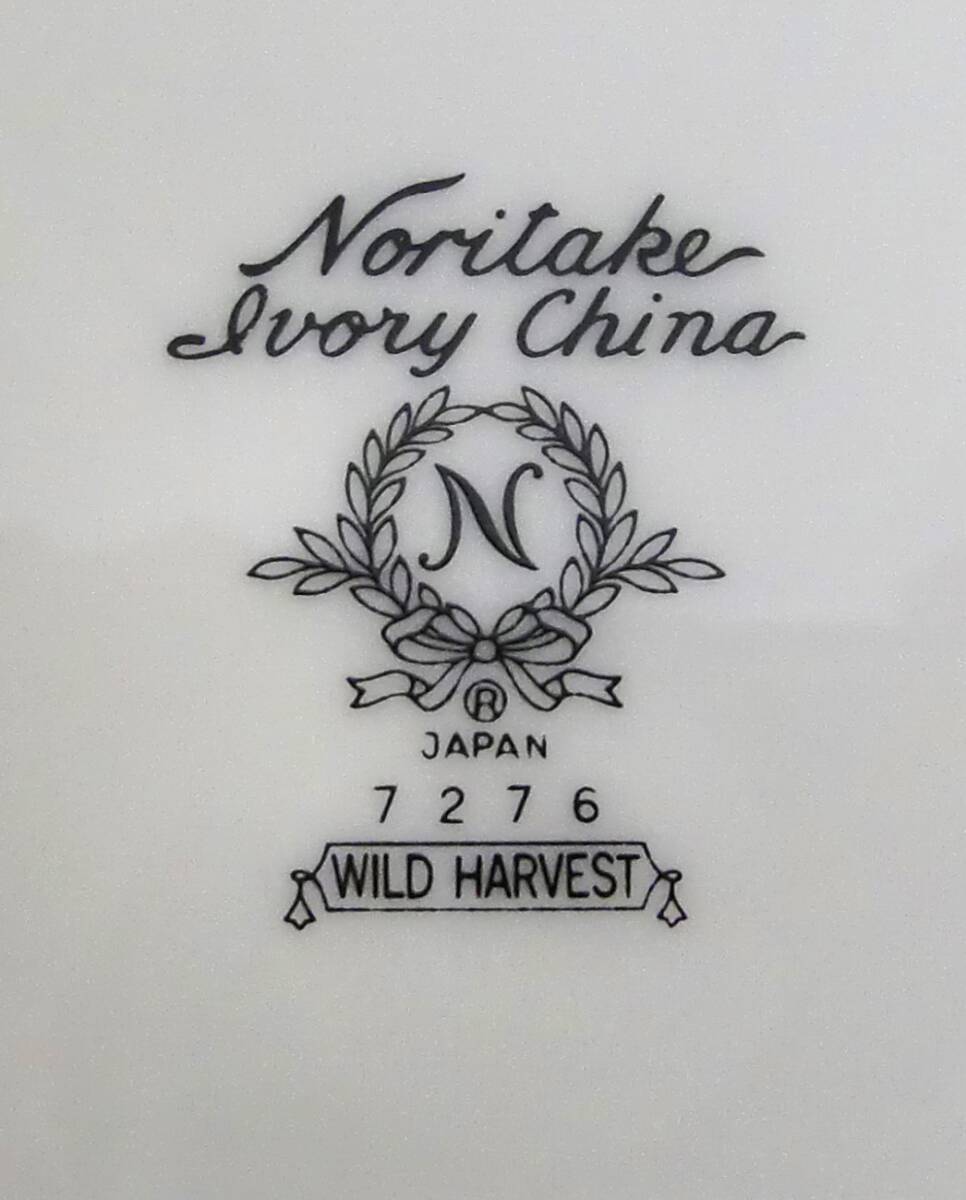 Noritake
Ivory China
N
®
JAPAN
7 2 7 6
WILD HARVEST